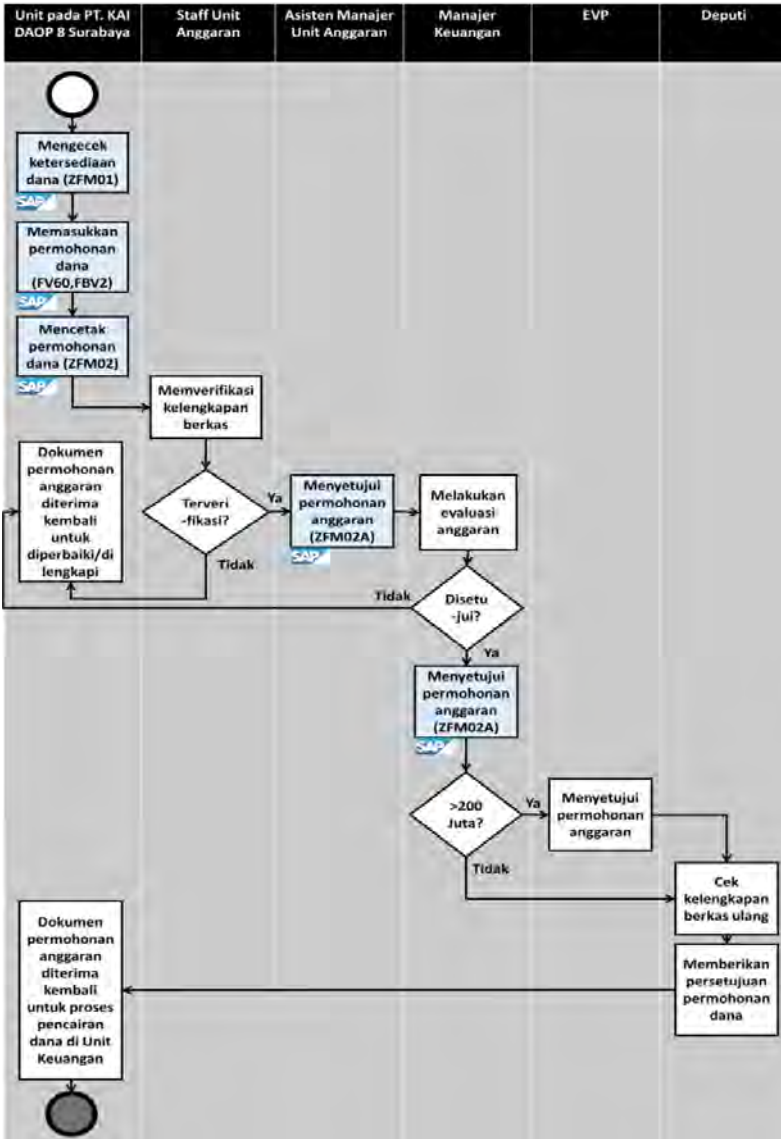 Unit pada PT. KAI
DAOP 8 Surabaya
Staff Unit
Anggaran
Asisten Manajer
Unit Anggaran
Manajer
Keuangan
EVP
Deputi
Mengecek
ketersediaan
dana (ZFM01)
SAP
Memasukkan
permohonan
dana
(FV60,FBV2)
SAP
Mencetak
permohonan
dana (ZFM02)
SAP
Memverifikasi
kelengkapan
berkas
Dokumen
permohonan
anggaran
diterima
kembali
untuk
diperbaiki/di
lengkapi
Terveri
-fikasi?
Ya
Tidak
Menyetujui
permohonan
anggaran
(ZFM02A)
SAP
Melakukan
evaluasi
anggaran
Tidak
Disetu
-jui?
Ya
Menyetujui
permohonan
anggaran
(ZFM02A)
SAP
>200
Juta?
Ya
Tidak
Menyetujui
permohonan
anggaran
Cek
kelengkapan
berkas ulang
Memberikan
persetujuan
permohonan
dana
Dokumen
permohonan
anggaran
diterima
kembali
untuk proses
pencairan
dana di Unit
Keuangan